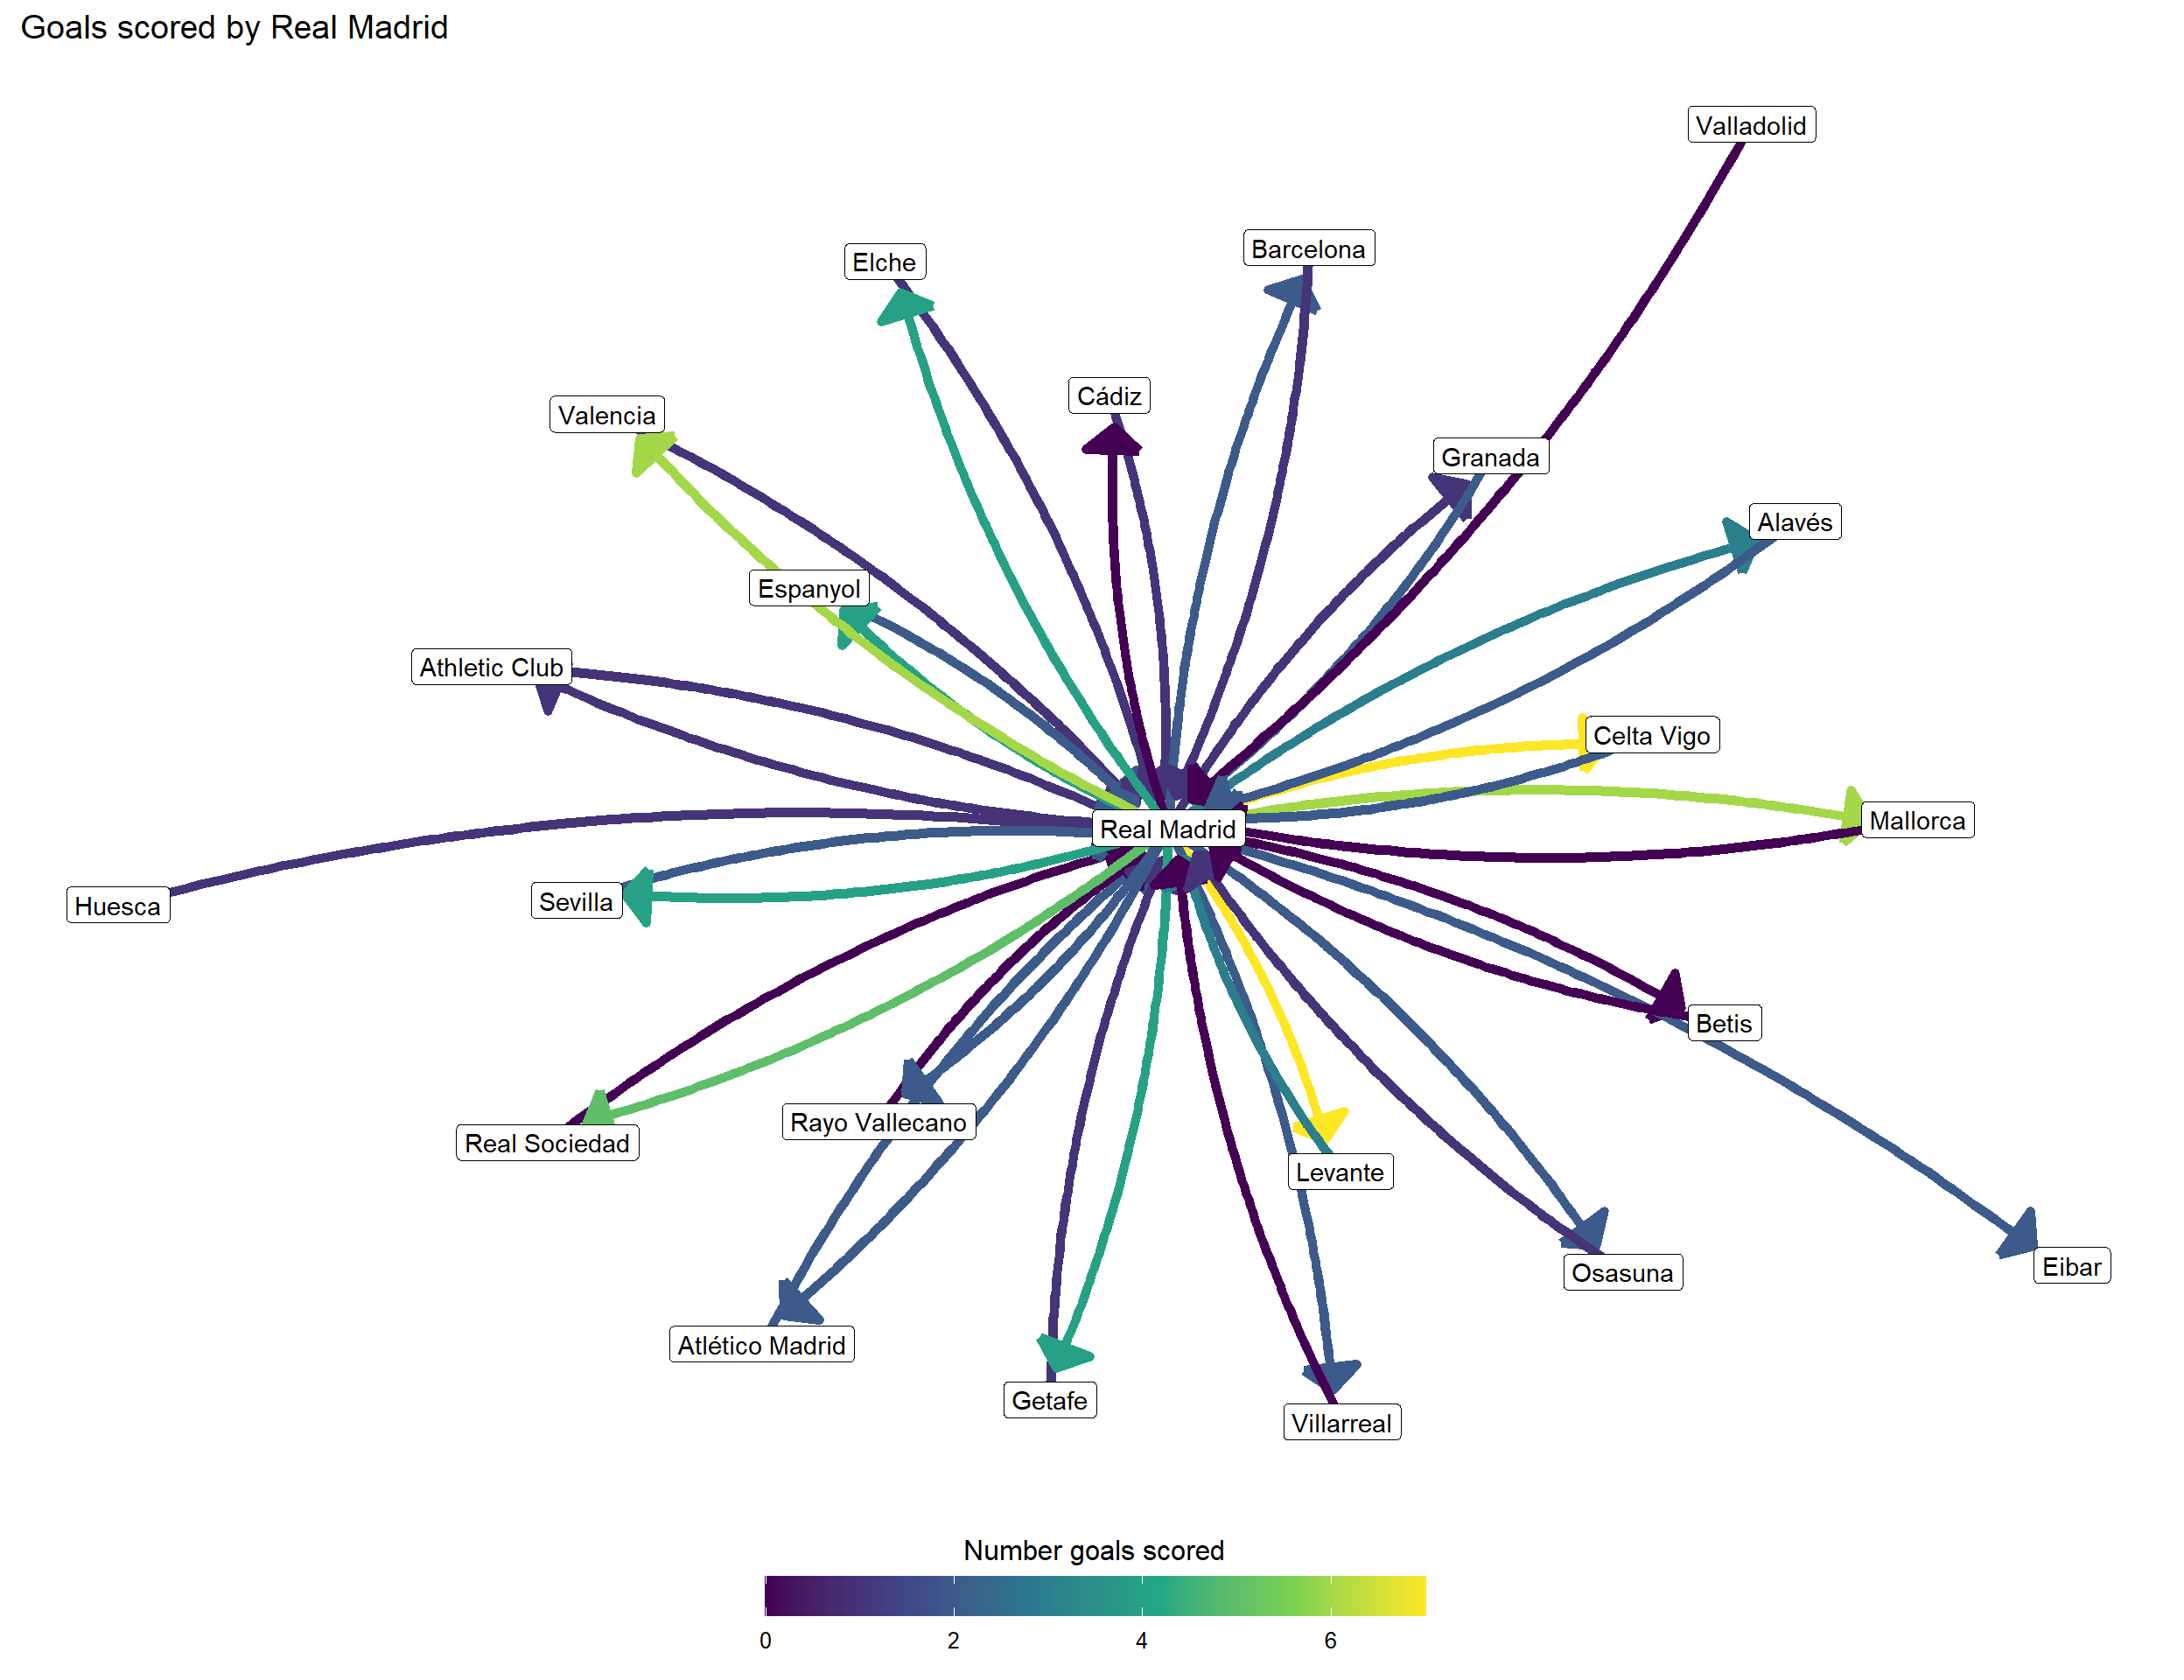 Goals scored by Real Madrid
Valladolid
Barcelona
Elche
Cádiz
Valencia
Granada
Alavés
Espanyol
Athletic Club
Celta Vigo
Mallorca
Real Madrid
Huesca
Sevilla
Betis
Rayo Vallecano
Real Sociedad
Levante
Osasuna
Eibar
Atlético Madrid
Getafe
Villarreal
Number goals scored
0 2 4 6